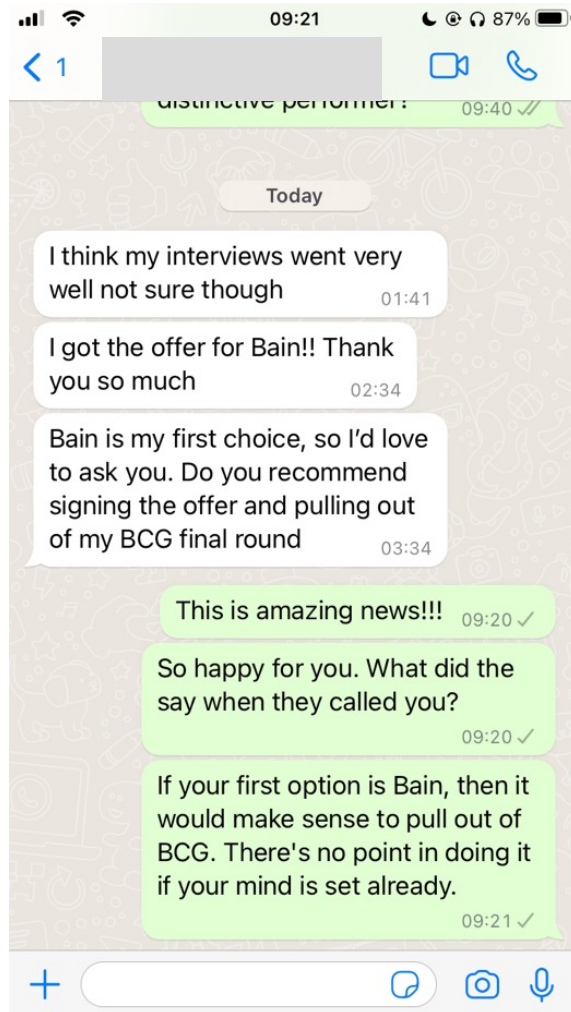 09:21
87%
1
distinctive performer!
09:40
Today
I think my interviews went very
well not sure though
01:41
I got the offer for Bain!! Thank
you so much
02:34
Bain is my first choice, so I'd love
to ask you. Do you recommend
signing the offer and pulling out
of my BCG final round
03:34
This is amazing news!!!
09:20
So happy for you. What did the
say when they called you?
09:20
If your first option is Bain, then it
would make sense to pull out of
BCG. There's no point in doing it
if your mind is set already.
09:21